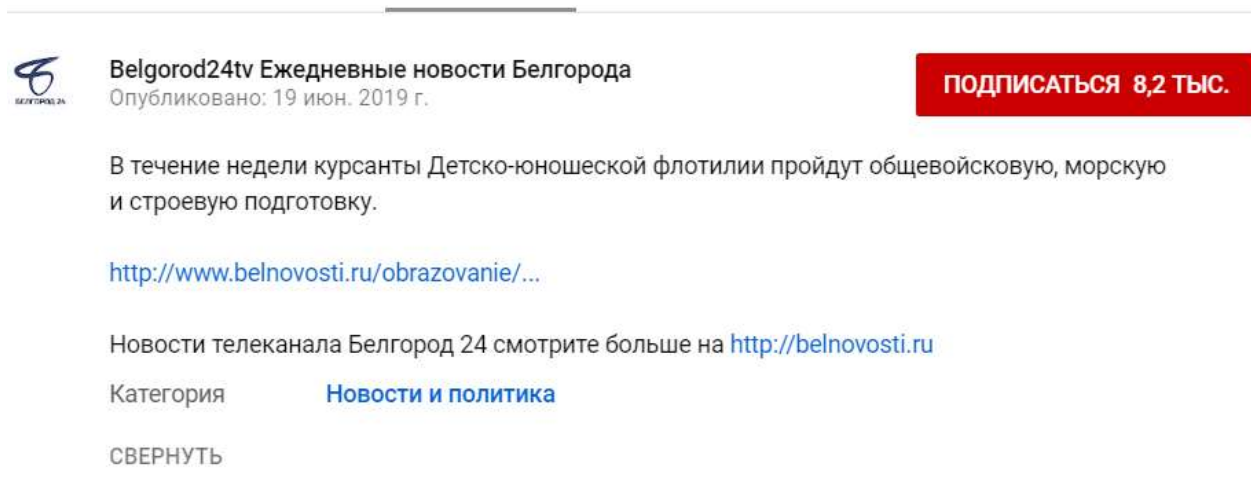 Belgorod24tv Ежедневные новости Белгорода
Опубликовано: 19 июн. 2019 г.
ПОДПИСАТЬСЯ 8,2 ТЫС.
БЕЛГОРОД 24
В течение недели курсанты Детско-юношеской флотилии пройдут общевойсковую, морскую
и строевую подготовку.
http://www.belnovosti.ru/obrazovanie/...
Новости телеканала Белгород 24 смотрите больше на http://belnovosti.ru
Категория Новости и политика
СВЕРНУТЬ